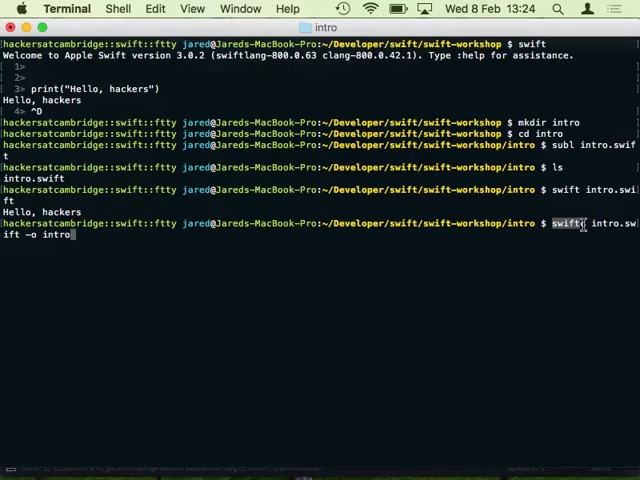 Terminal Shell Edit View Window Help Wed 8 Feb 13:24
intro
[hackersatcambridge::swift::ftty jared@Jareds-MacBook-Pro:~/Developer/swift/swift-workshop $ swift
Welcome to Apple Swift version 3.0.2 (swiftlang-800.0.63 clang-800.0.42.1). Type :help for assistance.
[ 1>
[ 2>
[ 3> print("Hello, hackers")
Hello, hackers
[ 4> ^D
[hackersatcambridge::swift::ftty jared@Jareds-MacBook-Pro:~/Developer/swift/swift-workshop $ mkdir intro
[hackersatcambridge::swift::ftty jared@Jareds-MacBook-Pro:~/Developer/swift/swift-workshop $ cd intro
[hackersatcambridge::swift::ftty jared@Jareds-MacBook-Pro:~/Developer/swift/swift-workshop/intro $ subl intro.swif
t
[hackersatcambridge::swift::ftty jared@Jareds-MacBook-Pro:~/Developer/swift/swift-workshop/intro $ ls
intro.swift
[hackersatcambridge::swift::ftty jared@Jareds-MacBook-Pro:~/Developer/swift/swift-workshop/intro $ swift intro.swi
ft
Hello, hackers
[hackersatcambridge::swift::ftty jared@Jareds-MacBook-Pro:~/Developer/swift/swift-workshop/intro $ swift intro.sw
ift -o intro